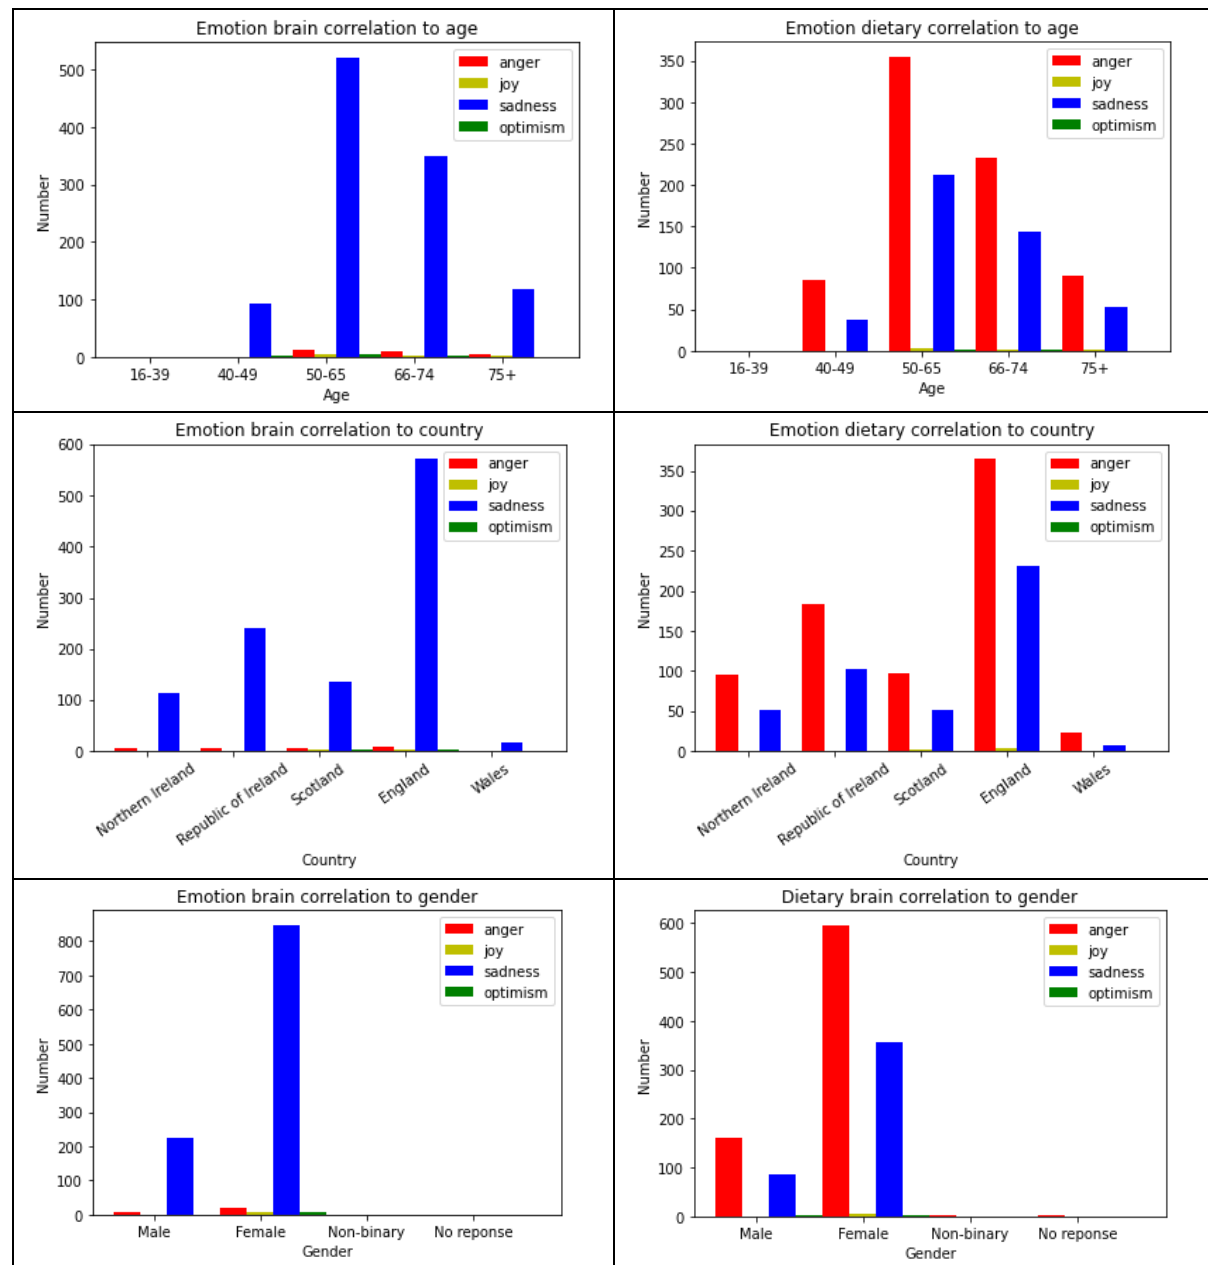 Emotion brain correlation to age
500
400
300
200
100
0
Number
anger
joy
sadness
optimism
16-39 40-49 50-65 66-74 75+
Age
Emotion dietary correlation to age
350
300
250
200
150
100
50
0
Number
anger
joy
sadness
optimism
16-39 40-49 50-65 66-74 75+
Age
Emotion brain correlation to country
600
500
400
300
200
100
0
Number
anger
joy
sadness
optimism
Northern Ireland Republic of Ireland Scotland England Wales
Country
Emotion dietary correlation to country
350
300
250
200
150
100
50
0
Number
anger
joy
sadness
optimism
Northern Ireland Republic of Ireland Scotland England Wales
Country
Emotion brain correlation to gender
800
700
600
500
400
300
200
100
0
Number
anger
joy
sadness
optimism
Male Female Non-binary No reponse
Gender
Dietary brain correlation to gender
600
500
400
300
200
100
0
Number
anger
joy
sadness
optimism
Male Female Non-binary No reponse
Gender